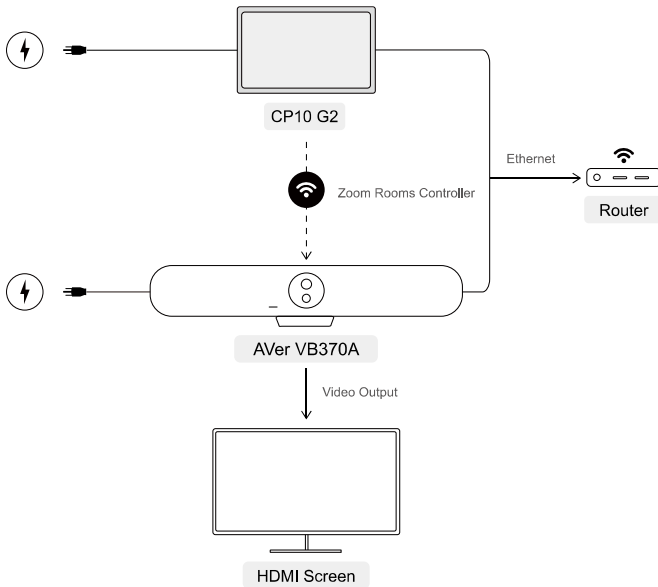 CP10 G2
Ethernet
Zoom Rooms Controller
Router
AVer VB370A
Video Output
HDMI Screen